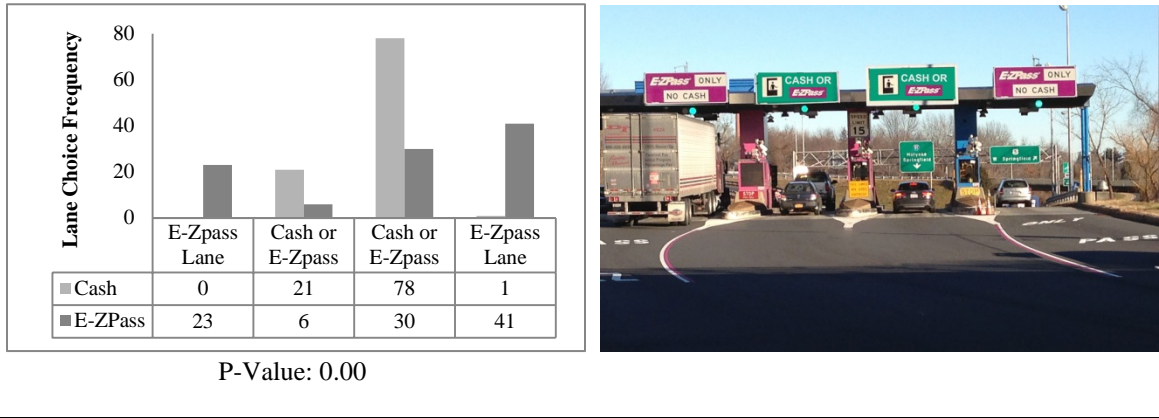 Lane Choice Frequency
80
60
40
20
0
E-Zpass
Lane
Cash or
E-Zpass
Cash or
E-Zpass
E-Zpass
Lane
Cash 0 21 78 1
E-ZPass 23 6 30 41
P-Value: 0.00
E-ZPass ONLY
NO CASH
CASH OR
E-ZPass
CASH OR
E-ZPass
E-ZPass ONLY
NO CASH
SPEED
LIMIT
15
Holyoke
Springfield
Springfield
STOP
ONLY
PASS